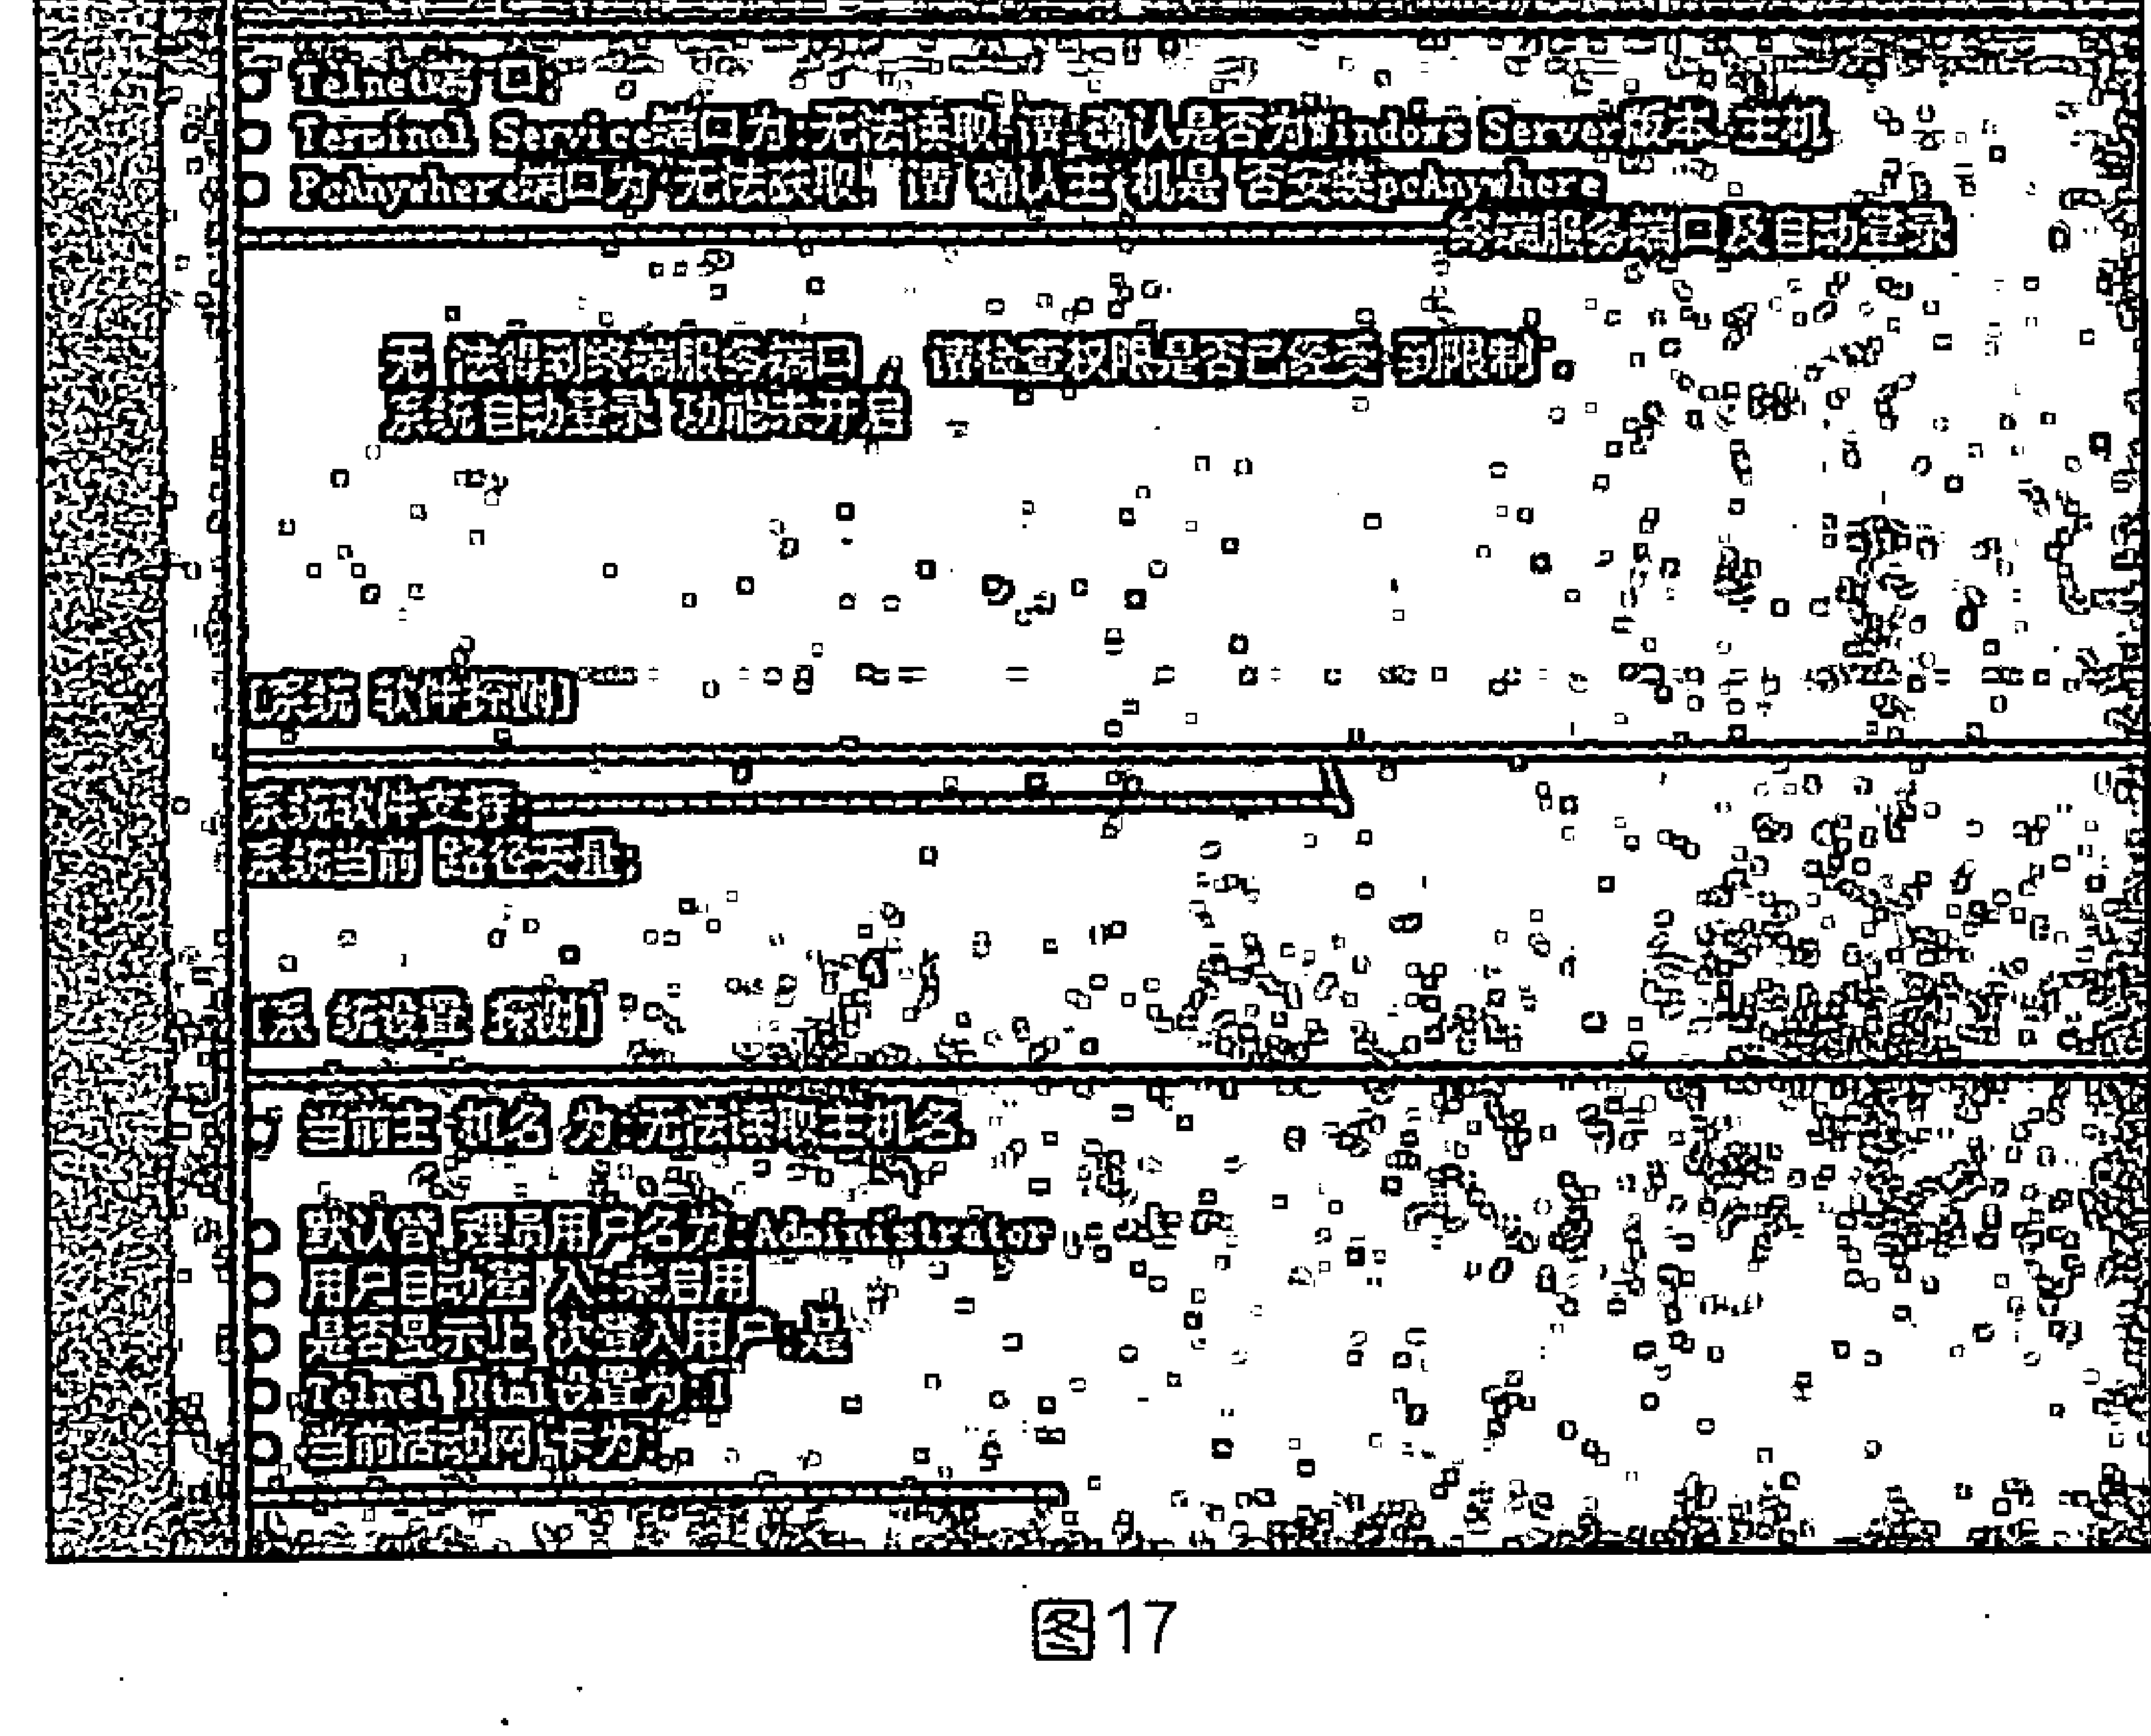 Telnet端口:
Terminal Service端口为:无法读取.请 确认是否为Windows Server版本 主机
PcAnywhere端口为:无法获取. 请 确认主 机是 否安装pcAnywhere
终端服务端口及自动登录
无 法得到终端服务端口, 请检查权限是否已经受 到限制.
系统自动登录 功能未开启
[系统 软件探测]
系统软件支持:
系统当前 路径
[系 统设置 探测]
当前主 机名 为:无法读取主机名.
默认管 理员用户名为:Administrator
用户自动登 入:未启用
是否显示上 次登入用户:是
Telnet Ntml设置为:1
当前活动网 卡为:
图17